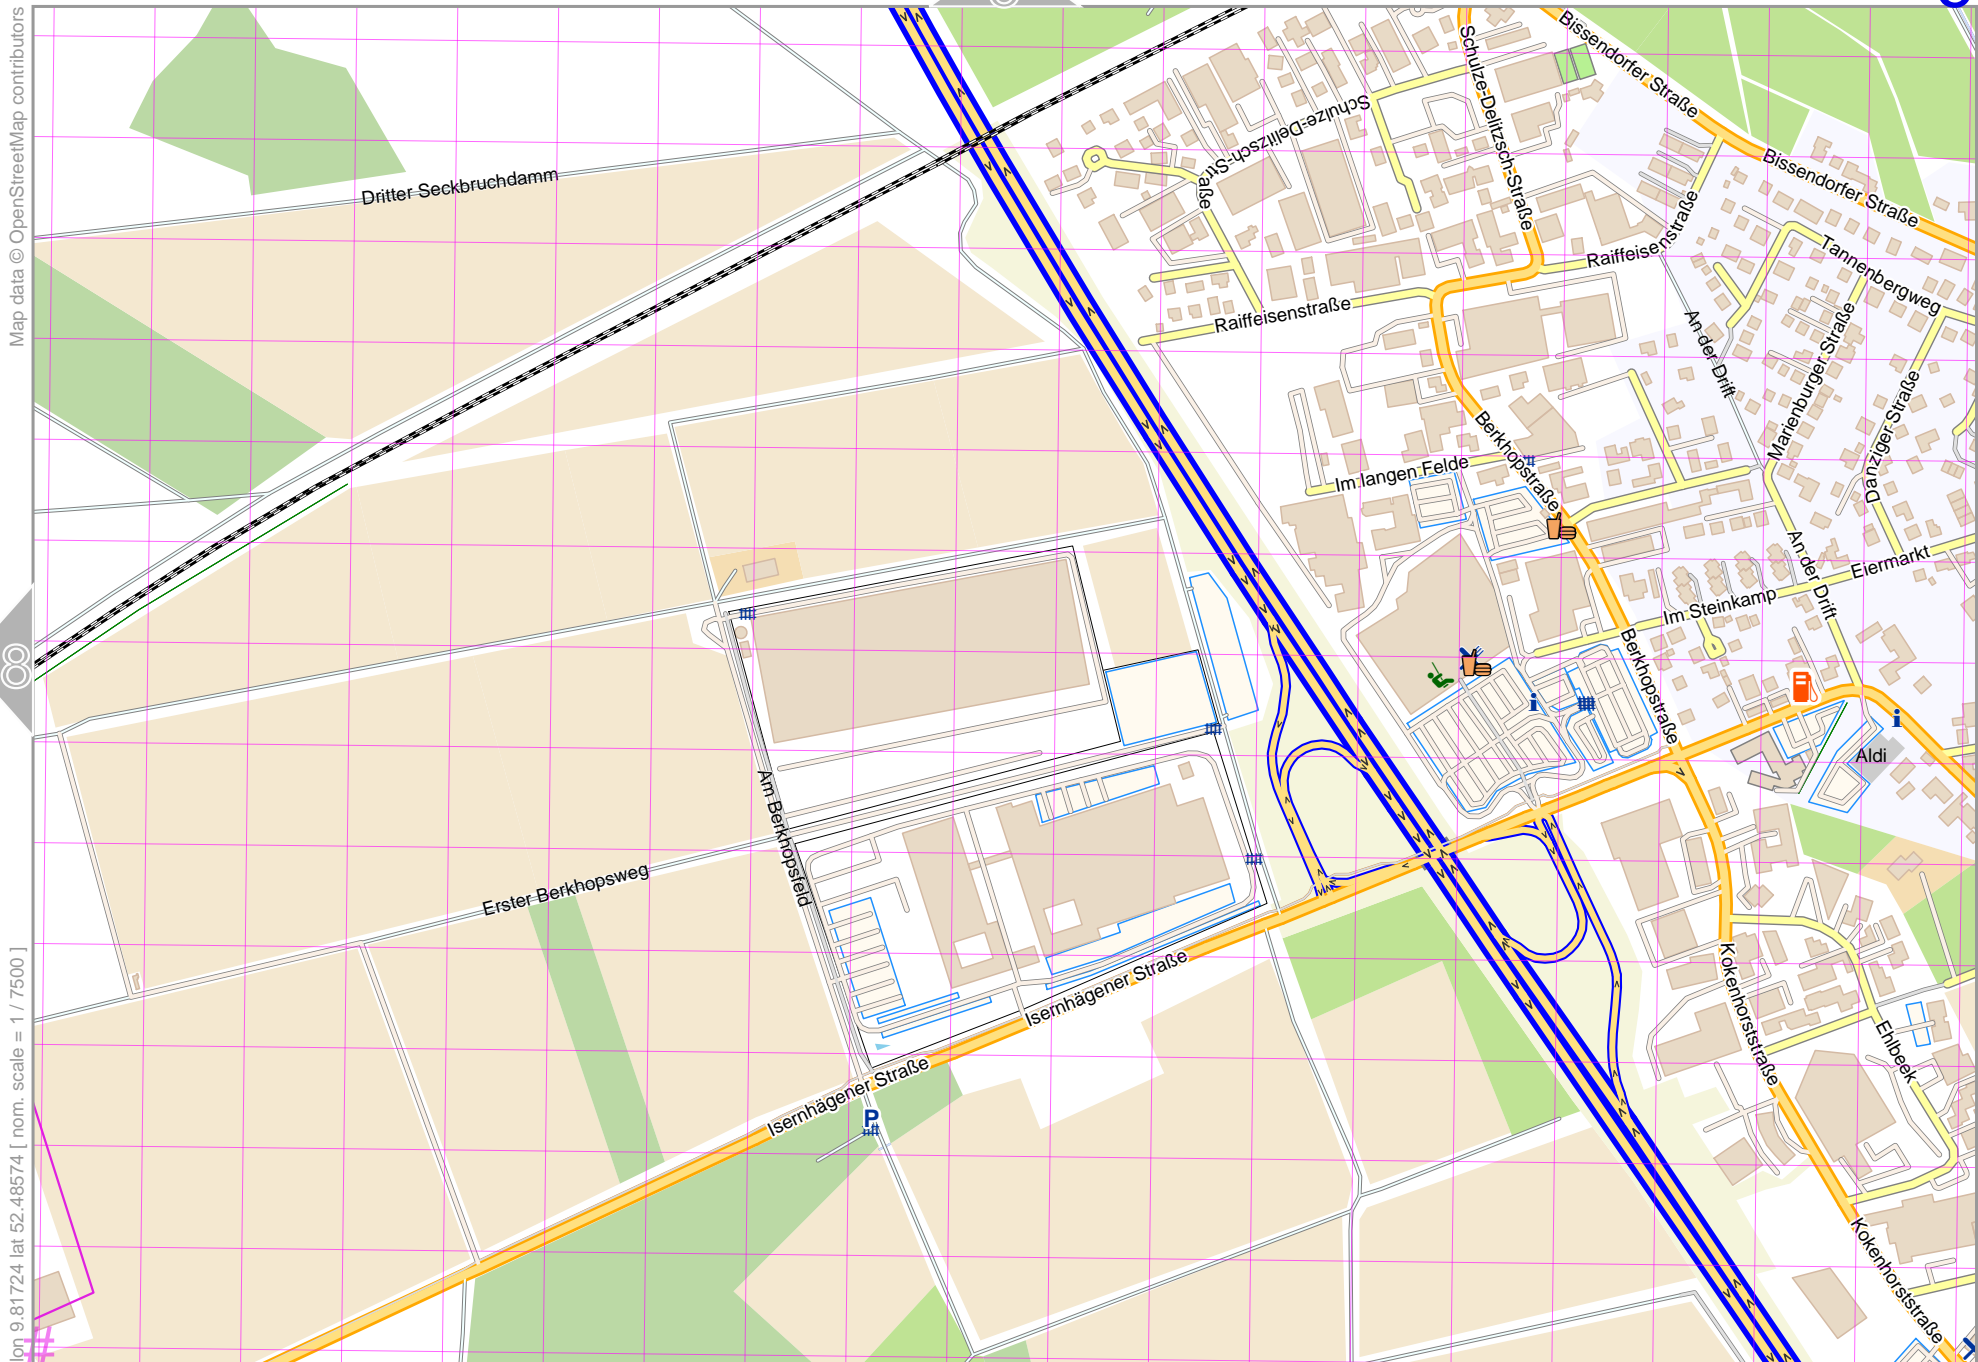 Map data © OpenStreetMap contributors
lon 9.81724 lat 52.48574 [ nom. scale = 1 / 7500 ]
Dritter Seckbruchdamm
Schulze-Delitzsch-Straße
Schulze-Delitzsch-Straße
Bissendorfer Straße
Bissendorfer Straße
Raiffeisenstraße
Raiffeisenstraße
Tannenbergweg
An der Drift
Marienburger Straße
Danziger Straße
Berkhopstraße
Im langen Felde
An der Drift
Eiermarkt
Im Steinkamp
Berkhopstraße
Aldi
Am Berkhopsfeld
Erster Berkhopsweg
Isernhägener Straße
Isernhägener Straße
P
Kokenhorststraße
Ehlbeek
Kokenhorststraße